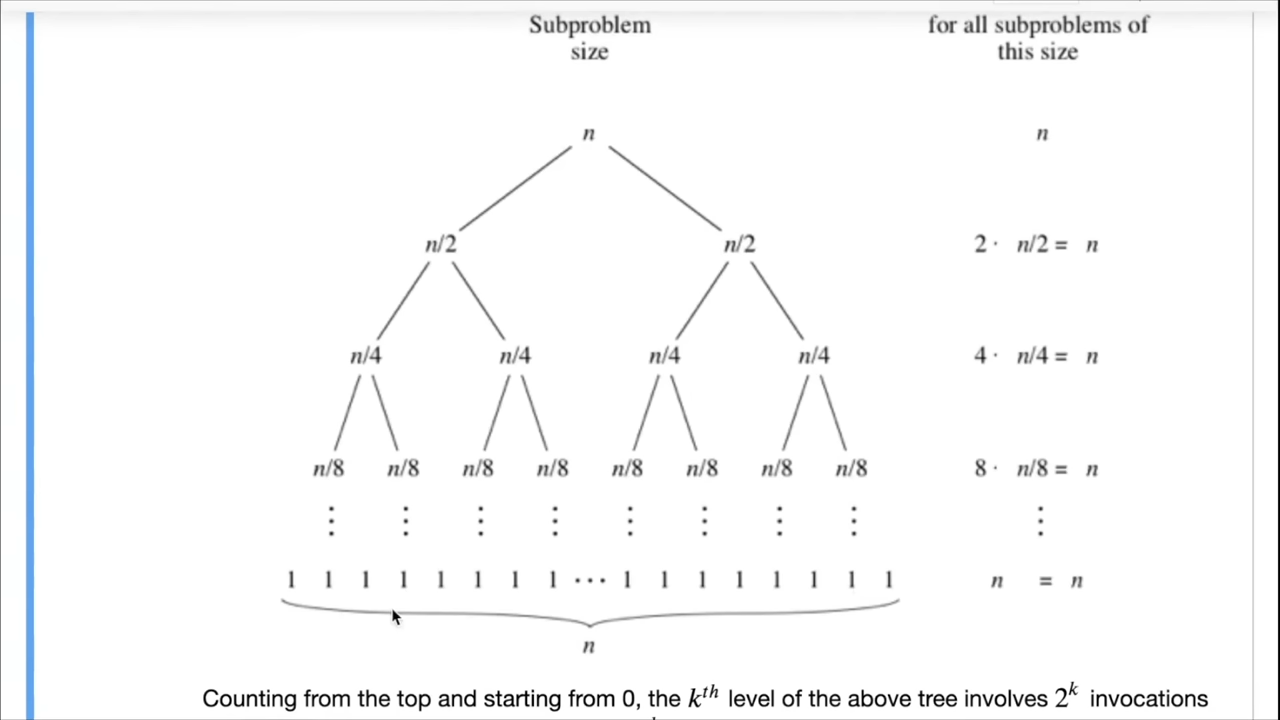 Subproblem
size
for all subproblems of
this size
n n
n/2 n/2 2 · n/2 = n
n/4 n/4 n/4 n/4 4 · n/4 = n
n/8 n/8 n/8 n/8 n/8 n/8 n/8 n/8 8 · n/8 = n
⋮ ⋮ ⋮ ⋮ ⋮ ⋮ ⋮ ⋮ ⋮
1 1 1 1 1 1 1 1 ··· 1 1 1 1 1 1 1 1 n = n
n
Counting from the top and starting from 0, the kᵗʰ level of the above tree involves 2ᵏ invocations